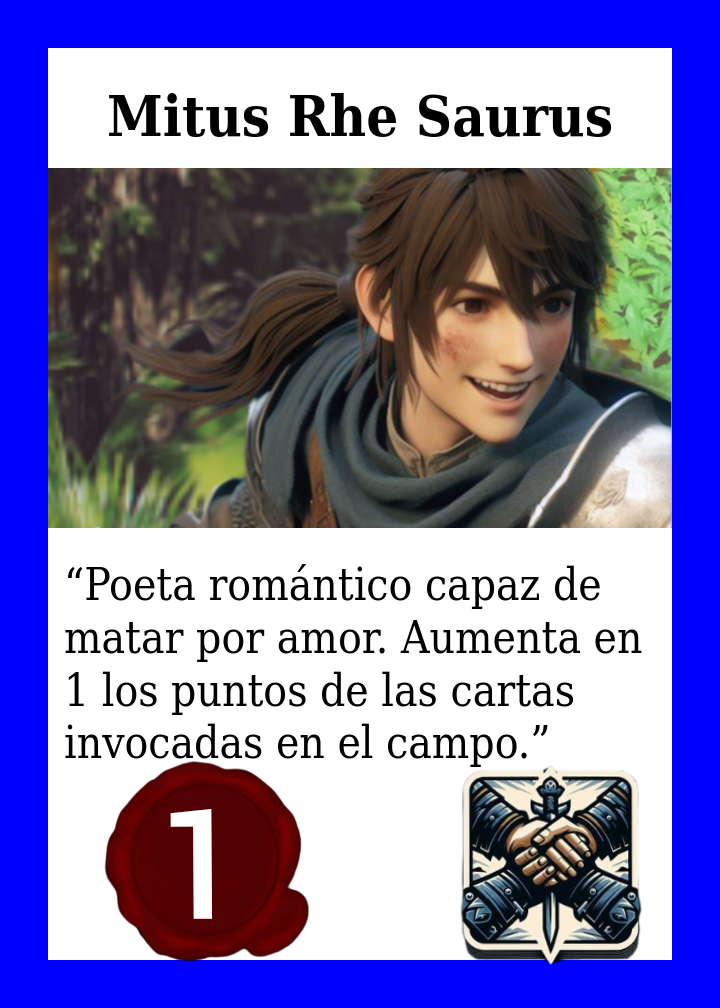 Mitus Rhe Saurus
“Poeta romántico capaz de
matar por amor. Aumenta en
1 los puntos de las cartas
invocadas en el campo.”
1